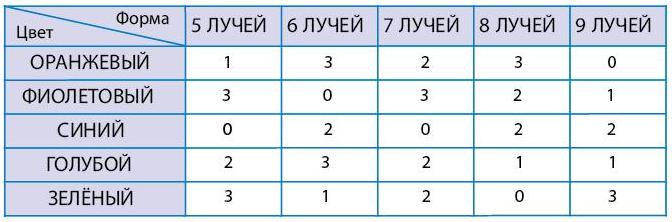 Форма
Цвет
5 ЛУЧЕЙ 6 ЛУЧЕЙ 7 ЛУЧЕЙ 8 ЛУЧЕЙ 9 ЛУЧЕЙ
ОРАНЖЕВЫЙ 1 3 2 3 0
ФИОЛЕТОВЫЙ 3 0 3 2 1
СИНИЙ 0 2 0 2 2
ГОЛУБОЙ 2 3 2 1 1
ЗЕЛЁНЫЙ 3 1 2 0 3